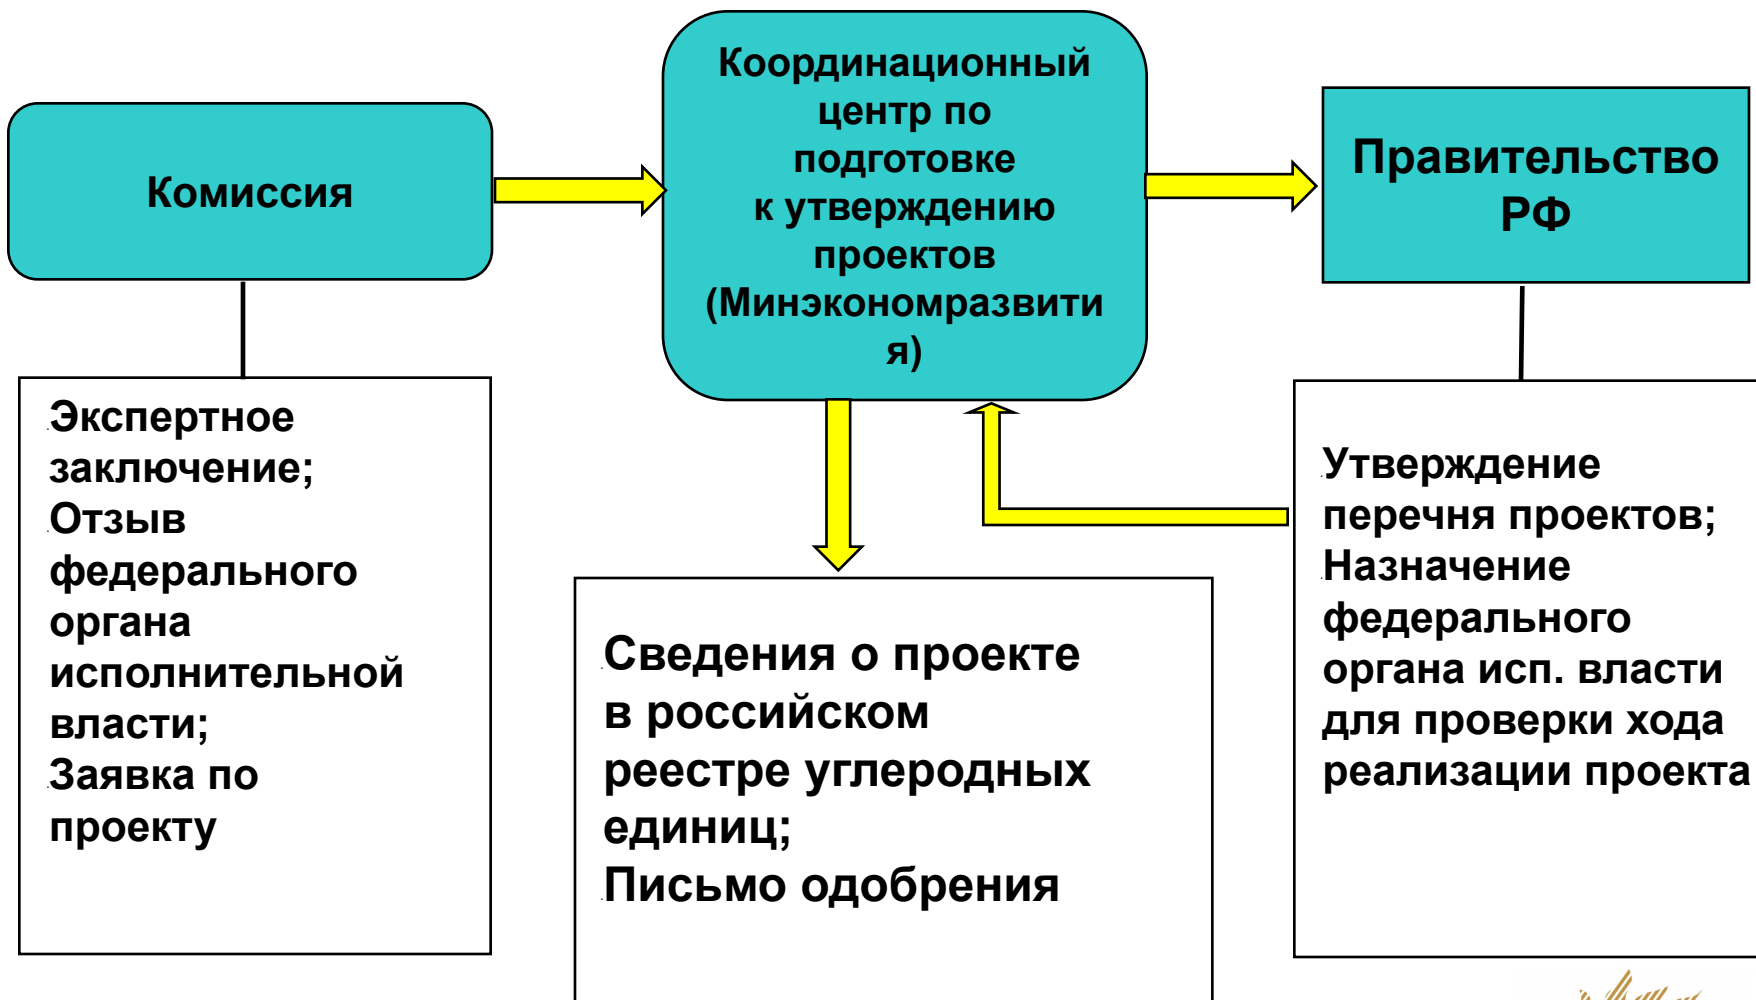 Комиссия
Координационный
центр по
подготовке
к утверждению
проектов
(Минэкономразвити
я)
Правительство
РФ
Экспертное
заключение;
Отзыв
федерального
органа
исполнительной
власти;
Заявка по
проекту
Сведения о проекте
в российском
реестре углеродных
единиц;
Письмо одобрения
Утверждение
перечня проектов;
Назначение
федерального
органа исп. власти
для проверки хода
реализации проекта